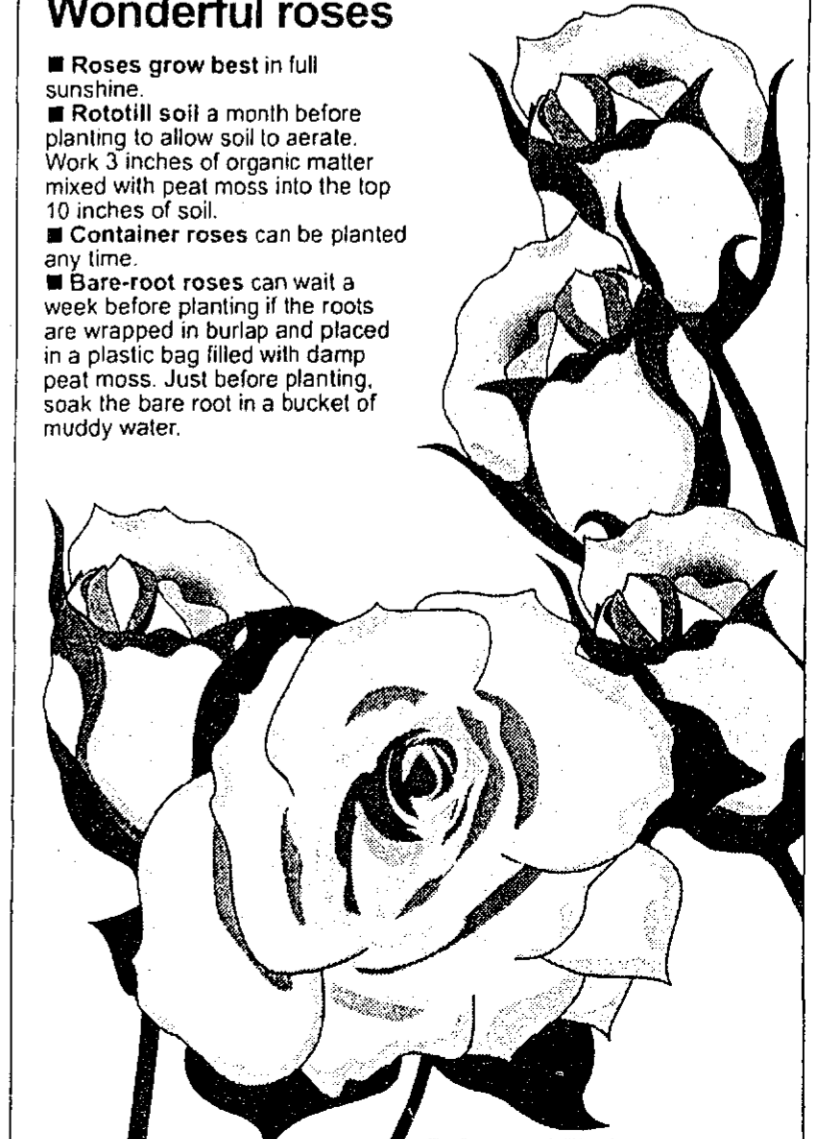 Wonderful roses
■ Roses grow best in full
sunshine.
■ Rototill soil a month before
planting to allow soil to aerate.
Work 3 inches of organic matter
mixed with peat moss into the top
10 inches of soil.
■ Container roses can be planted
any time.
■ Bare-root roses can wait a
week before planting if the roots
are wrapped in burlap and placed
in a plastic bag filled with damp
peat moss. Just before planting,
soak the bare root in a bucket of
muddy water.